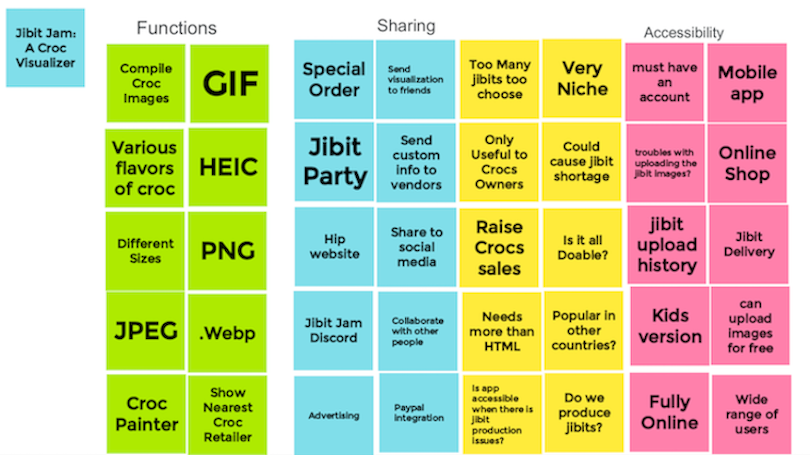 Jibit Jam:
A Croc
Visualizer
Functions
Compile
Croc
Images
GIF
Various
flavors
of croc
HEIC
Different
Sizes
PNG
JPEG
.Webp
Croc
Painter
Show
Nearest
Croc
Retailer
Sharing
Special
Order
Send
visualization
to friends
Too Many
jibits too
choose
Very
Niche
Jibit
Party
Send
custom
info to
vendors
Only
Useful to
Crocs
Owners
Could
cause jibit
shortage
Hip
website
Share to
social
media
Raise
Crocs
sales
Is it all
Doable?
Jibit Jam
Discord
Collaborate
with other
people
Needs
more than
HTML
Popular in
other
countries?
Advertising
Paypal
integration
Is app
accessible
when there is
jibit
production
issues?
Do we
produce
jibits?
Accessibility
must have
an
account
Mobile
app
troubles with
uploading the
jibit images?
Online
Shop
jibit
upload
history
Jibit
Delivery
Kids
version
can
upload
images
for free
Fully
Online
Wide
range of
users